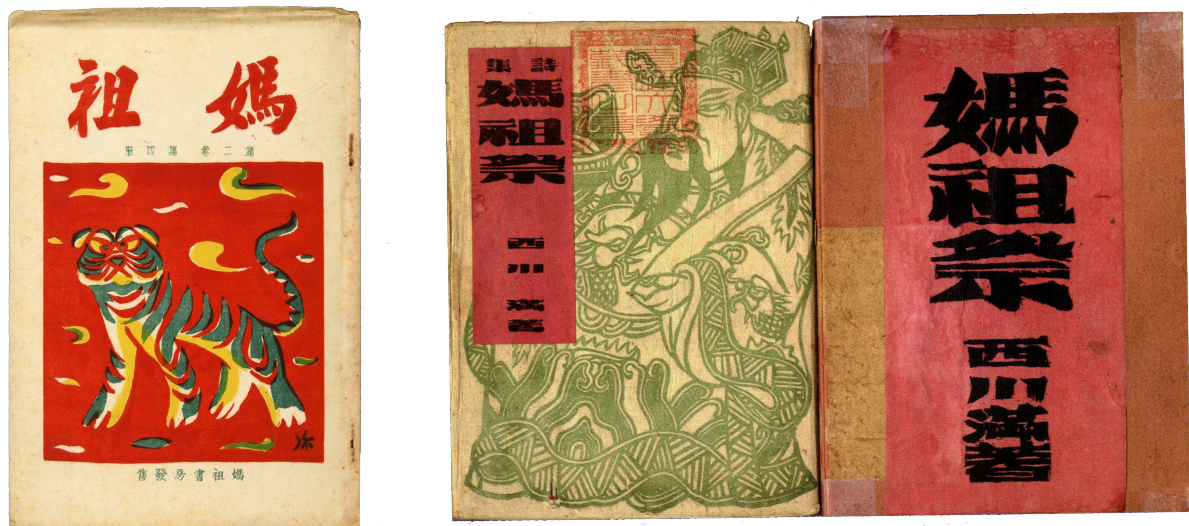 媽祖
第二卷 第四冊
媽祖書房發售
詩集
媽祖祭
西川滿著
媽祖祭
西川滿著